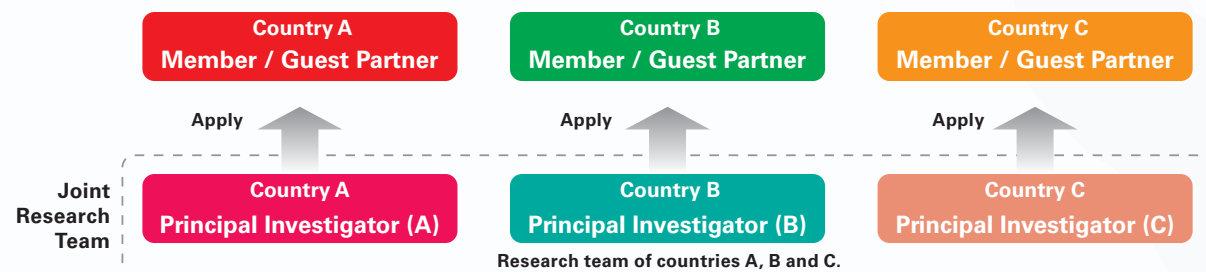 Country A
Member / Guest Partner
Country B
Member / Guest Partner
Country C
Member / Guest Partner
Apply
Apply
Apply
Joint
Research
Team
Country A
Principal Investigator (A)
Country B
Principal Investigator (B)
Country C
Principal Investigator (C)
Research team of countries A, B and C.